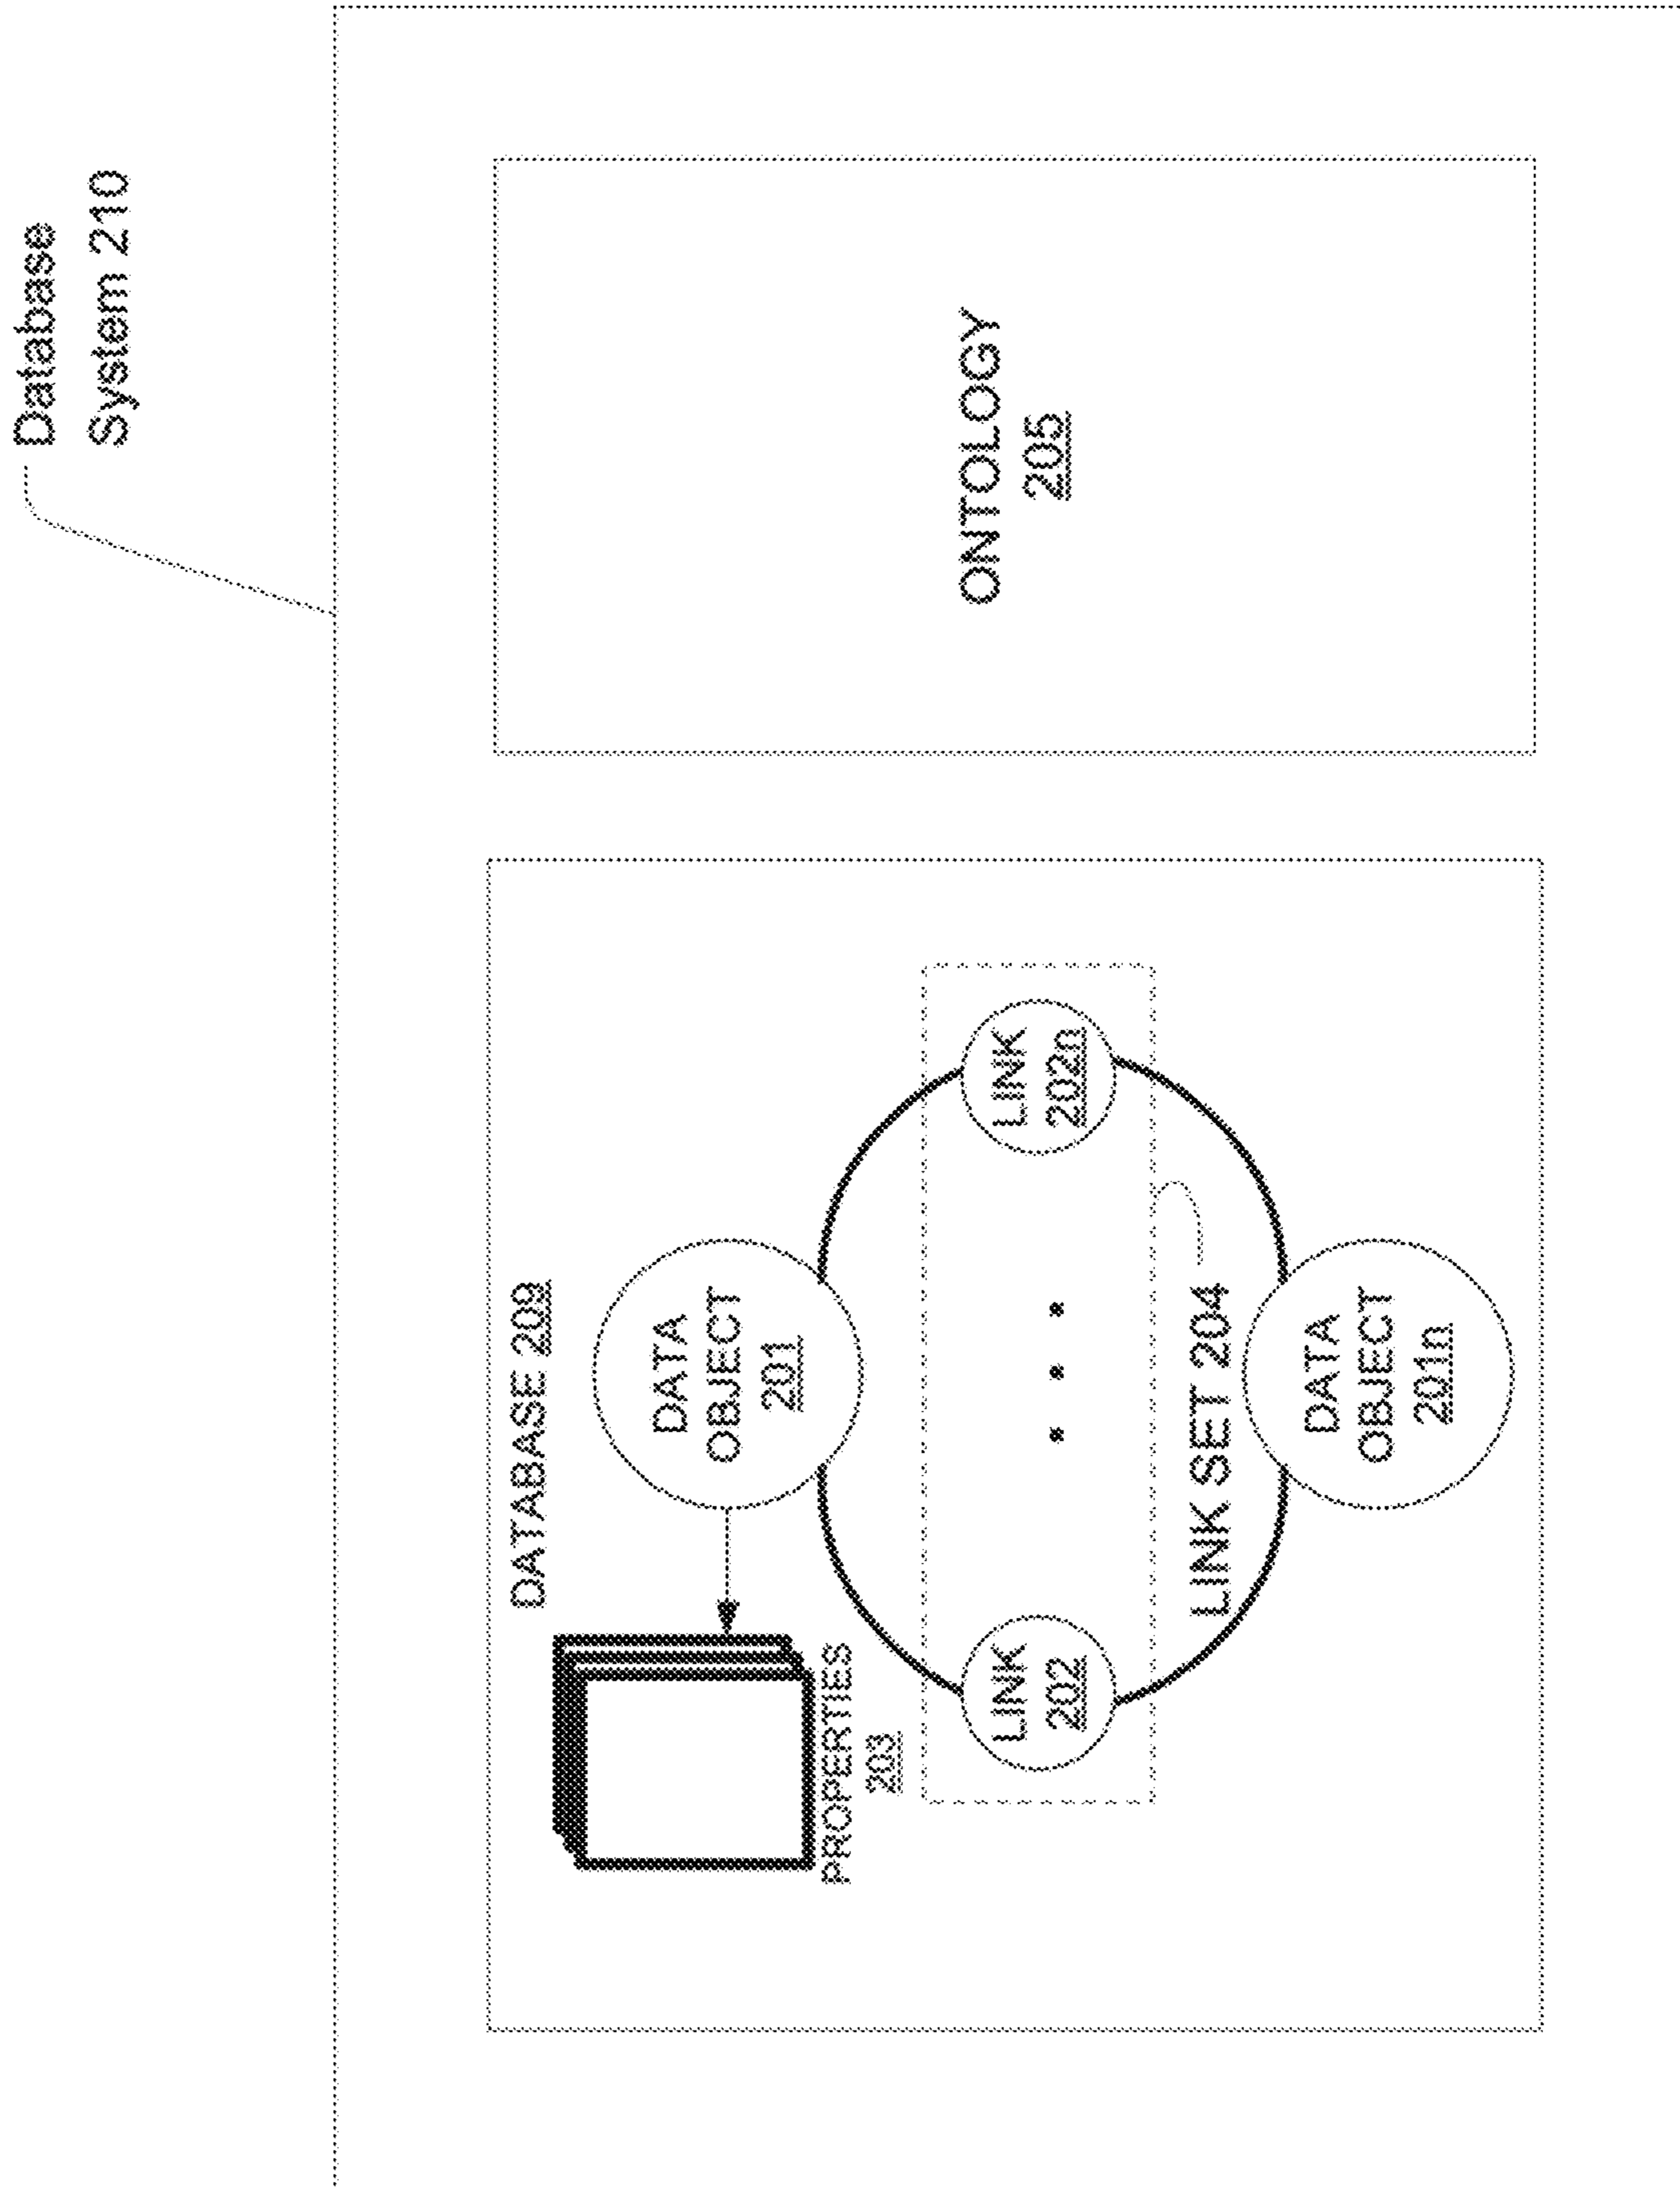 Database
System 210
DATABASE 209
DATA
OBJECT
201
PROPERTIES
203
LINK
202
LINK
202n
LINK SET 204
DATA
OBJECT
201n
ONTOLOGY
205